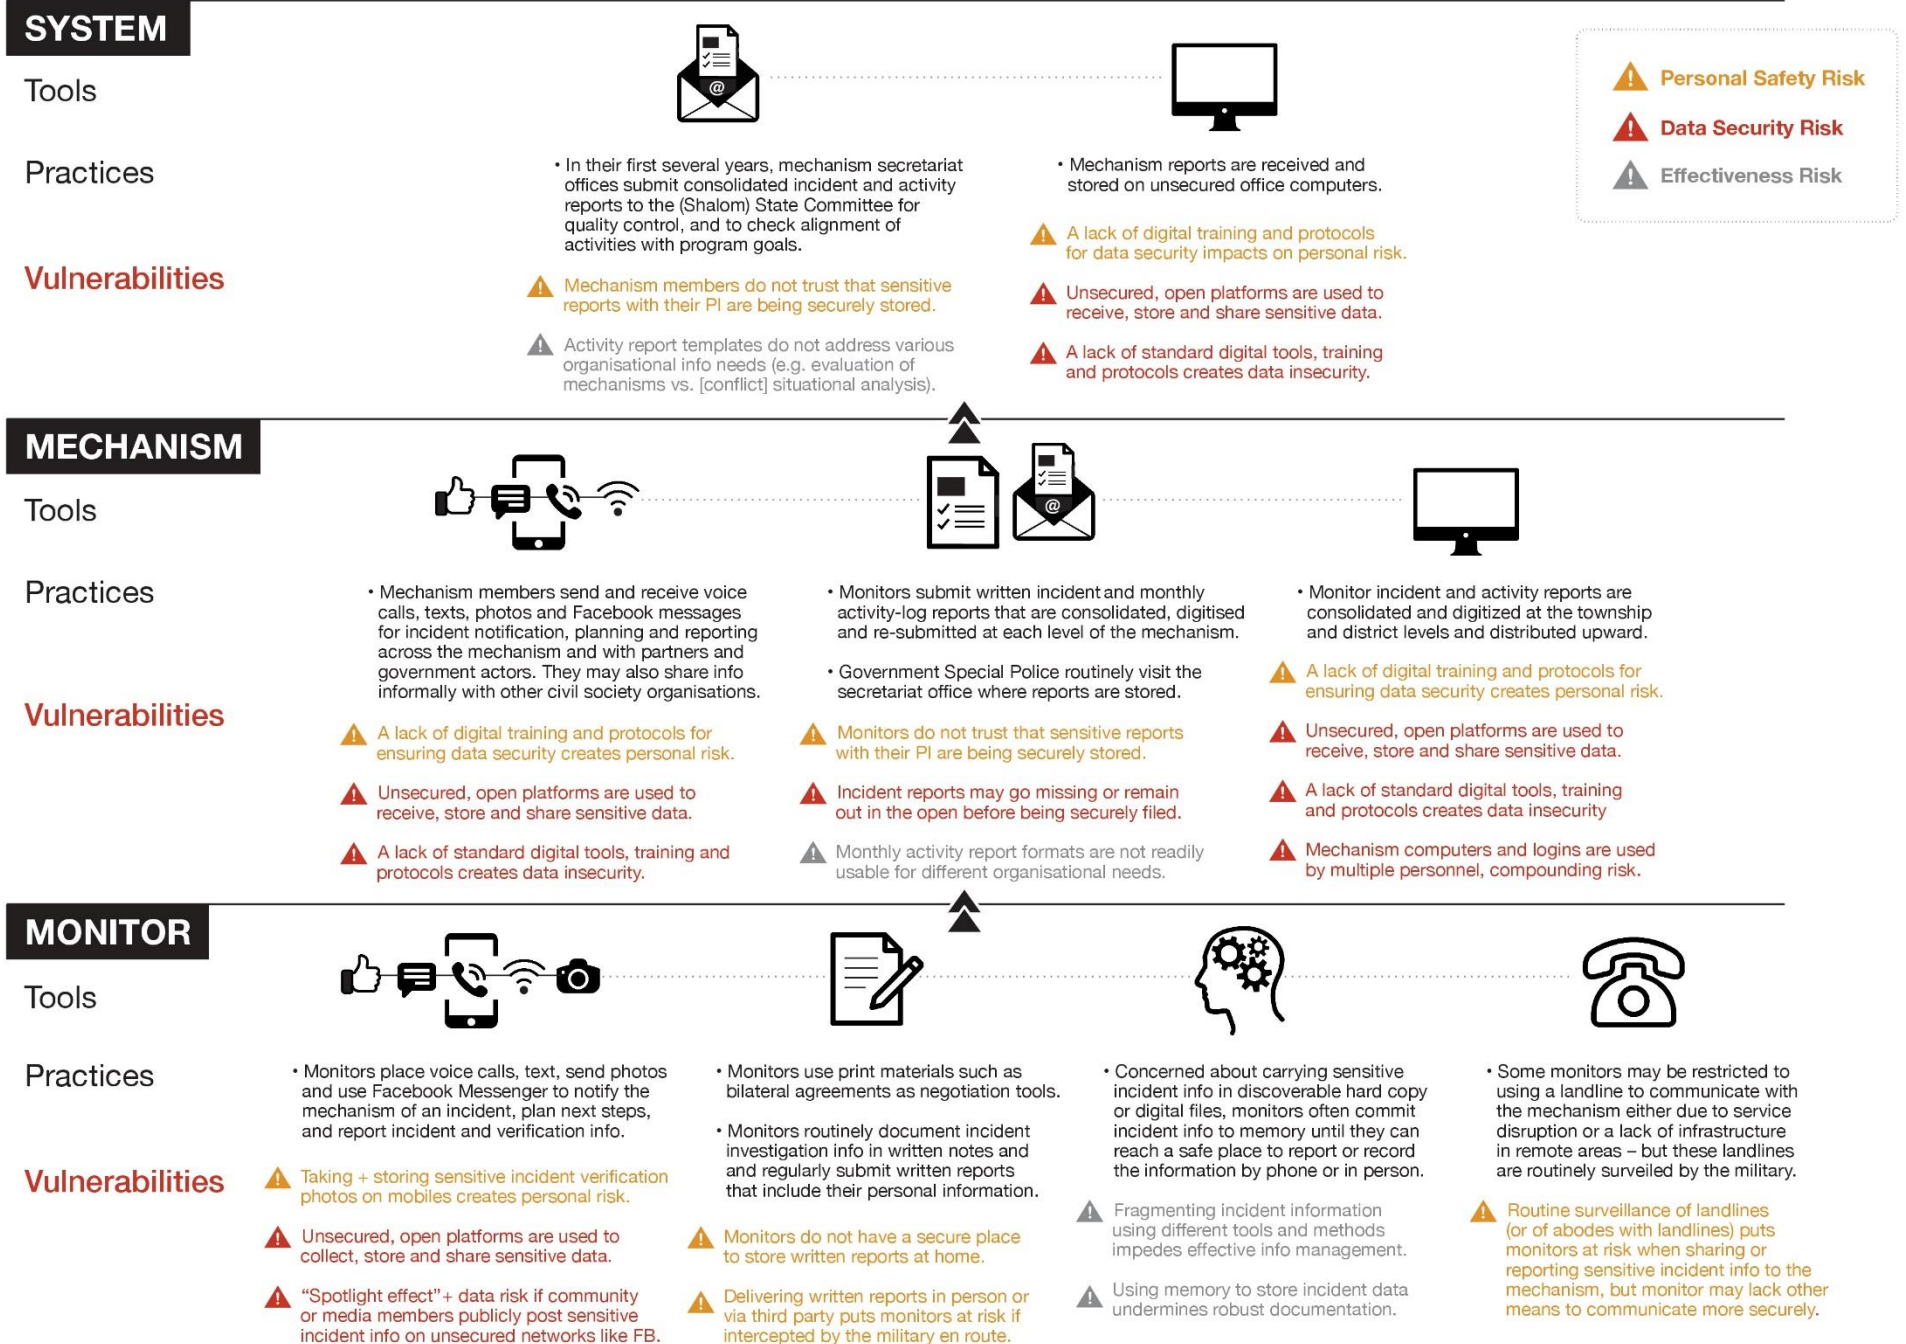 SYSTEM
Tools
@
Personal Safety Risk
Data Security Risk
Effectiveness Risk
Practices
• In their first several years, mechanism secretariat
offices submit consolidated incident and activity
reports to the (Shalom) State Committee for
quality control, and to check alignment of
activities with program goals.
• Mechanism reports are received and
stored on unsecured office computers.
Vulnerabilities
Mechanism members do not trust that sensitive
reports with their PI are being securely stored.
Activity report templates do not address various
organisational info needs (e.g. evaluation of
mechanisms vs. [conflict] situational analysis).
A lack of digital training and protocols
for data security impacts on personal risk.
Unsecured, open platforms are used to
receive, store and share sensitive data.
A lack of standard digital tools, training
and protocols creates data insecurity.
MECHANISM
Tools
@
Practices
• Mechanism members send and receive voice
calls, texts, photos and Facebook messages
for incident notification, planning and reporting
across the mechanism and with partners and
government actors. They may also share info
informally with other civil society organisations.
• Monitors submit written incident and monthly
activity-log reports that are consolidated, digitised
and re-submitted at each level of the mechanism.
• Government Special Police routinely visit the
secretariat office where reports are stored.
• Monitor incident and activity reports are
consolidated and digitized at the township
and district levels and distributed upward.
Vulnerabilities
A lack of digital training and protocols for
ensuring data security creates personal risk.
Unsecured, open platforms are used to
receive, store and share sensitive data.
A lack of standard digital tools, training and
protocols creates data insecurity.
Monitors do not trust that sensitive reports
with their PI are being securely stored.
Incident reports may go missing or remain
out in the open before being securely filed.
Monthly activity report formats are not readily
usable for different organisational needs.
A lack of digital training and protocols for
ensuring data security creates personal risk.
Unsecured, open platforms are used to
receive, store and share sensitive data.
A lack of standard digital tools, training
and protocols creates data insecurity
Mechanism computers and logins are used
by multiple personnel, compounding risk.
MONITOR
Tools
Practices
• Monitors place voice calls, text, send photos
and use Facebook Messenger to notify the
mechanism of an incident, plan next steps,
and report incident and verification info.
• Monitors use print materials such as
bilateral agreements as negotiation tools.
• Monitors routinely document incident
investigation info in written notes and
and regularly submit written reports
that include their personal information.
• Concerned about carrying sensitive
incident info in discoverable hard copy
or digital files, monitors often commit
incident info to memory until they can
reach a safe place to report or record
the information by phone or in person.
• Some monitors may be restricted to
using a landline to communicate with
the mechanism either due to service
disruption or a lack of infrastructure
in remote areas – but these landlines
are routinely surveiled by the military.
Vulnerabilities
Taking + storing sensitive incident verification
photos on mobiles creates personal risk.
Unsecured, open platforms are used to
collect, store and share sensitive data.
“Spotlight effect”+ data risk if community
or media members publicly post sensitive
incident info on unsecured networks like FB.
Monitors do not have a secure place
to store written reports at home.
Delivering written reports in person or
via third party puts monitors at risk if
intercepted by the military en route.
Fragmenting incident information
using different tools and methods
impedes effective info management.
Using memory to store incident data
undermines robust documentation.
Routine surveillance of landlines
(or of abodes with landlines) puts
monitors at risk when sharing or
reporting sensitive incident info to the
mechanism, but monitor may lack other
means to communicate more securely.